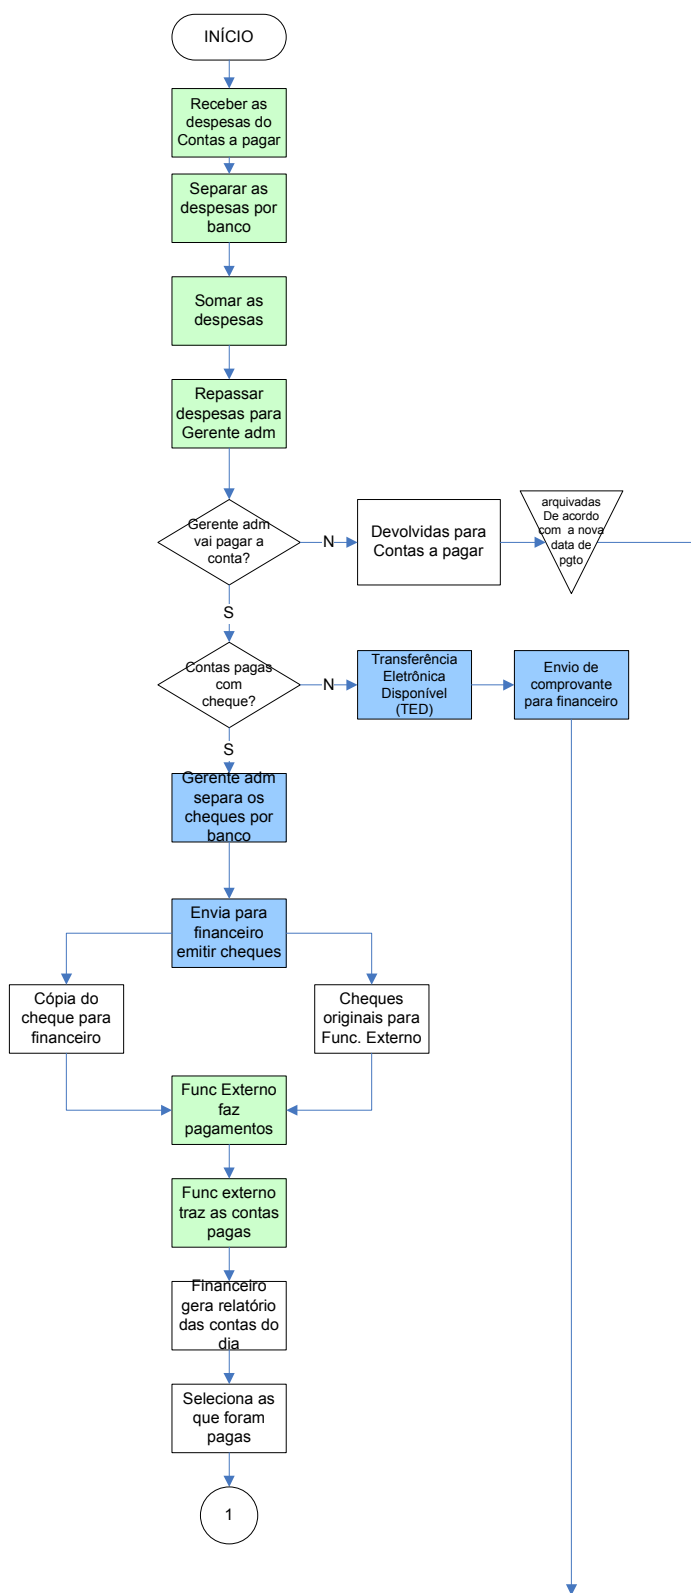 INÍCIO
Receber as
despesas do
Contas a pagar
Separar as
despesas por
banco
Somar as
despesas
Repassar
despesas para
Gerente adm
Gerente adm
vai pagar a
conta?
N
Devolvidas para
Contas a pagar
arquivadas
De acordo
com a nova
data de
pgto
S
Contas pagas
com
cheque?
N
Transferência
Eletrônica
Disponível
(TED)
Envio de
comprovante
para financeiro
S
Gerente adm
separa os
cheques por
banco
Envia para
financeiro
emitir cheques
Cópia do
cheque para
financeiro
Cheques
originais para
Func. Externo
Func Externo
faz
pagamentos
Func externo
traz as contas
pagas
Financeiro
gera relatório
das contas do
dia
Seleciona as
que foram
pagas
1